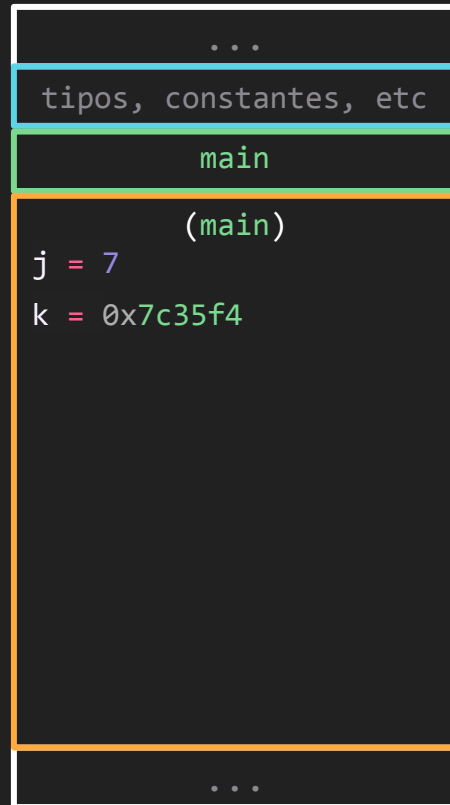 ...
tipos, constantes, etc
main
(main)
j = 7
k = 0x7c35f4
...